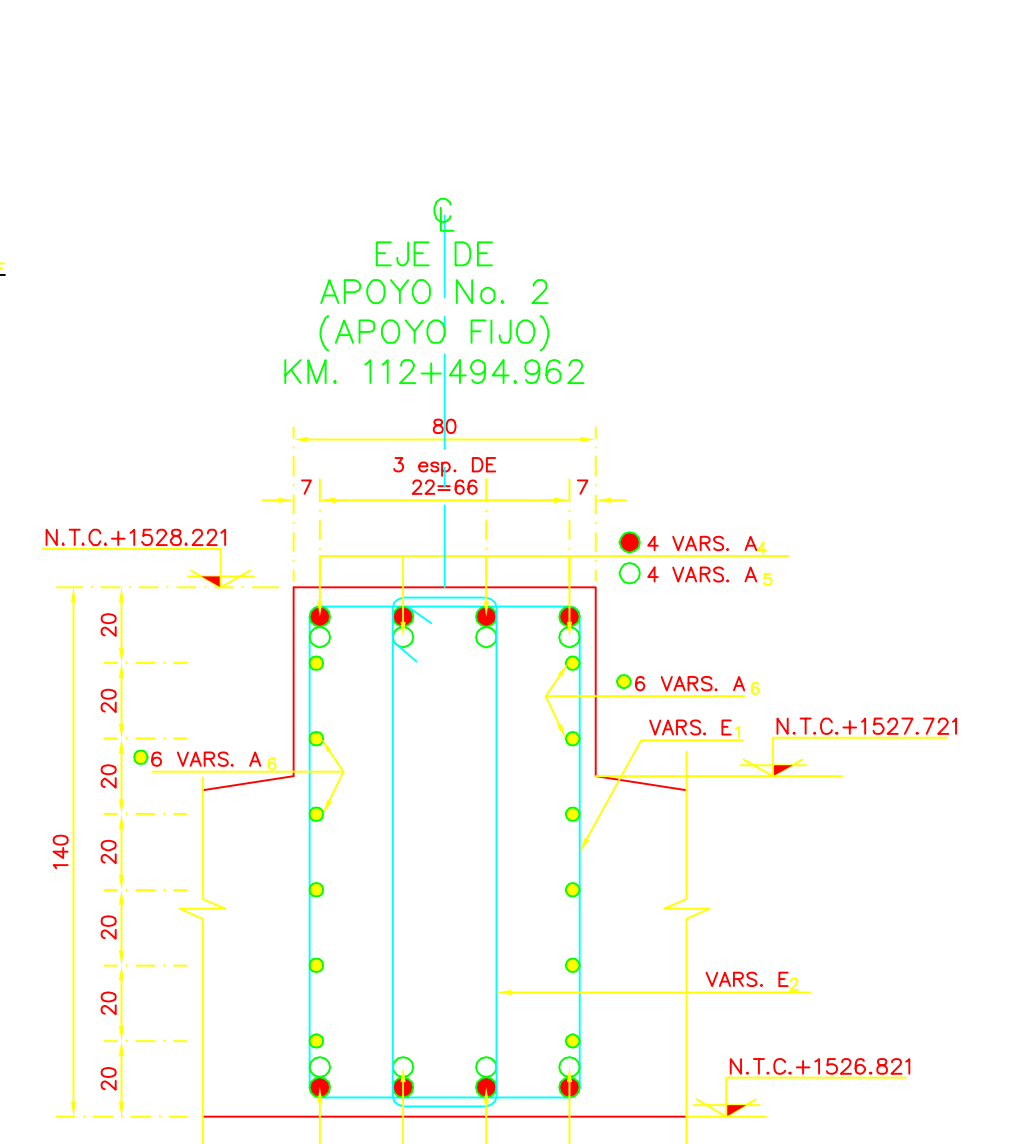 ℄
EJE DE
APOYO No. 2
(APOYO FIJO)
KM. 112+494.962
80
3 esp. DE
7
22=66
7
N.T.C.+1528.221
4 VARS. A4
4 VARS. A5
20
20
6 VARS. A6
VARS. E1
N.T.C.+1527.721
6 VARS. A6
20
140
20
20
20
VARS. E2
20
N.T.C.+1526.821